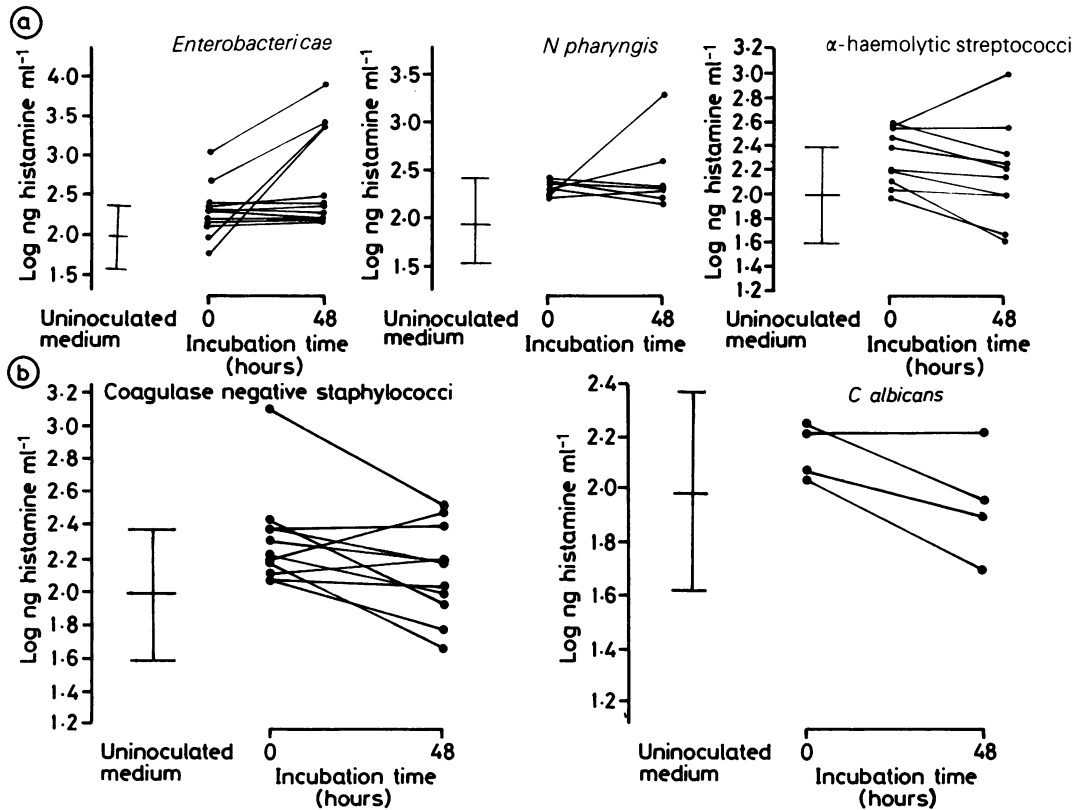 a
Enterobactericae
Log ng histamine ml⁻¹
4·0
3·5
3·0
2·5
2·0
1·5
Uninoculated
medium
0
48
Incubation time
(hours)
N pharyngis
Log ng histamine ml⁻¹
3·5
3·0
2·5
2·0
1·5
Uninoculated
medium
0
48
Incubation time
(hours)
α-haemolytic streptococci
Log ng histamine ml⁻¹
3·2
3·0
2·8
2·6
2·4
2·2
2·0
1·8
1·6
1·4
1·2
Uninoculated
medium
0
48
Incubation time
(hours)
b
Coagulase negative staphylococci
Log ng histamine ml⁻¹
3·2
3·0
2·8
2·6
2·4
2·2
2·0
1·8
1·6
1·4
1·2
Uninoculated
medium
0
48
Incubation time
(hours)
C albicans
Log ng histamine ml⁻¹
2·4
2·2
2·0
1·8
1·6
1·4
1·2
Uninoculated
medium
0
48
Incubation time
(hours)